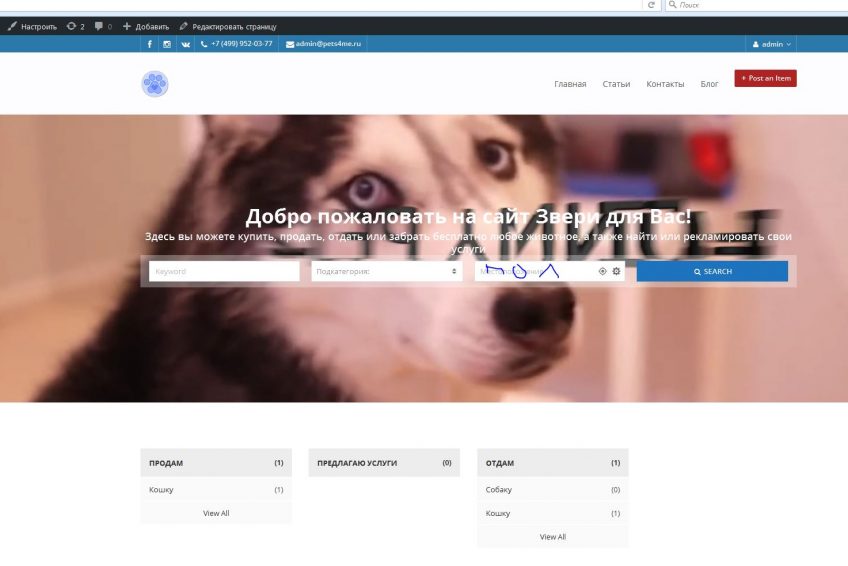 Поиск
Настроить 2 0 + Добавить Редактировать страницу
+7 (499) 952-03-77 admin@pets4me.ru admin
Главная Статьи Контакты Блог + Post an Item
Добро пожаловать на сайт Звери для Вас!
Здесь вы можете купить, продать, отдать или забрать бесплатно любое животное, а также найти или рекламировать свои
услуги
Keyword Подкатегория: Местоположение SEARCH
ПРОДАМ (1) ПРЕДЛАГАЮ УСЛУГИ (0) ОТДАМ (1)
Кошку (1) Собаку (0)
View All Кошку (1)
View All